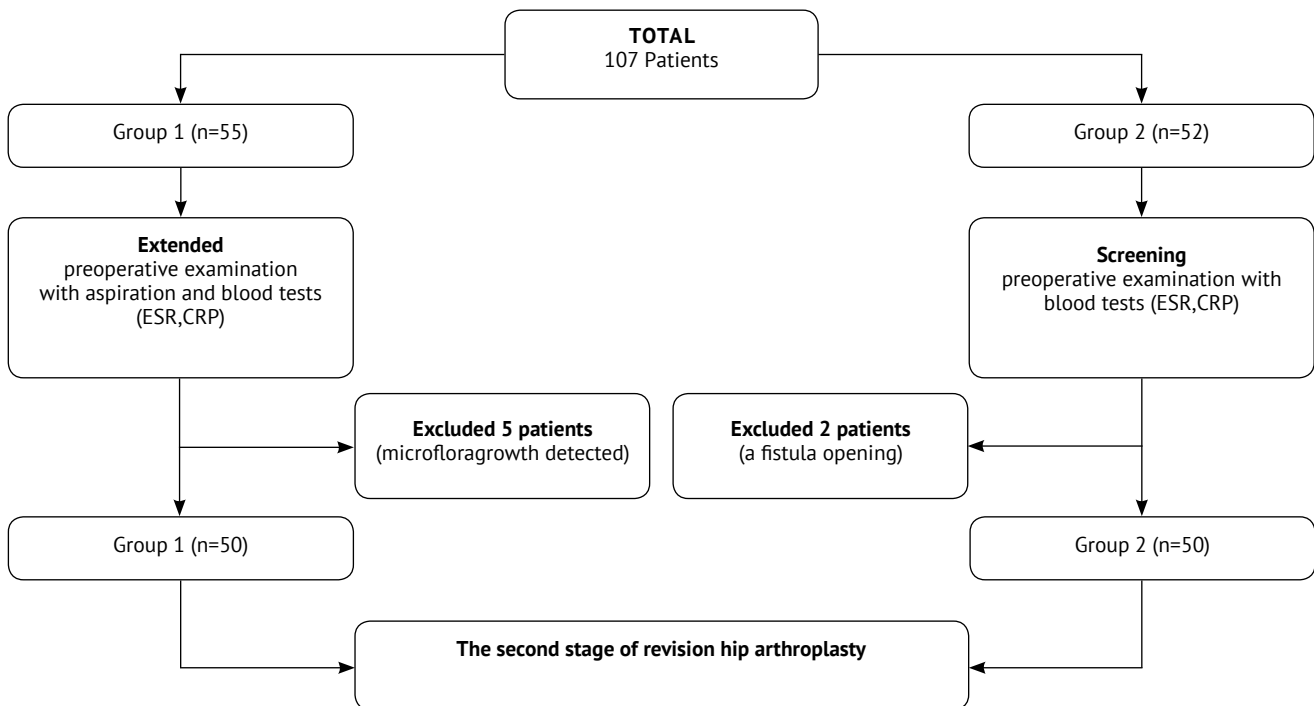 TOTAL
107 Patients
Group 1 (n=55)
Group 2 (n=52)
Extended
preoperative examination
with aspiration and blood tests
(ESR,CRP)
Screening
preoperative examination with
blood tests (ESR,CRP)
Excluded 5 patients
(microfloragrowth detected)
Excluded 2 patients
(a fistula opening)
Group 1 (n=50)
Group 2 (n=50)
The second stage of revision hip arthroplasty